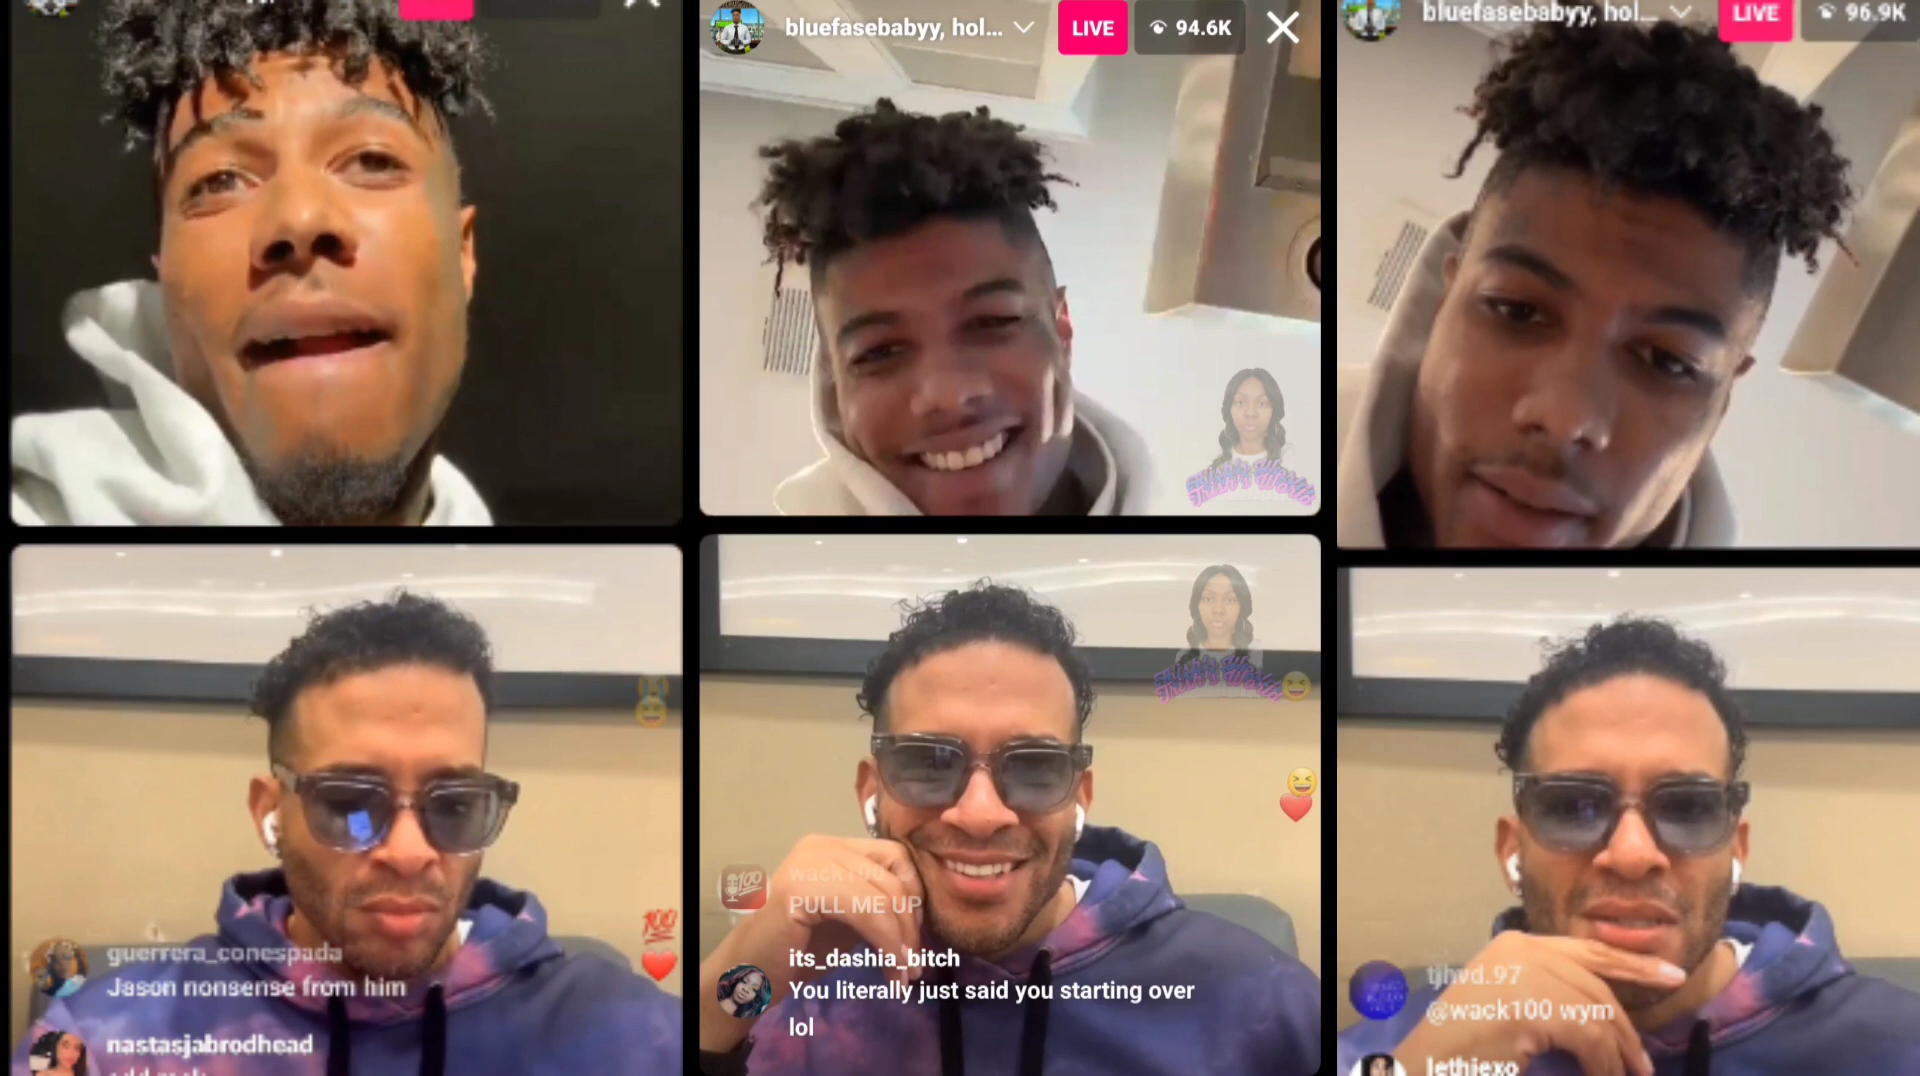 guerrera_conespada
Jason nonsense from him
nastasjabrodhead
bluefasebabyy, hol...
LIVE
94.6K
wack100
PULL ME UP
its_dashia_bitch
You literally just said you starting over
lol
bluefasebabyy, hol...
LIVE
96.9K
tjhvd.97
@wack100 wym
lethiexo